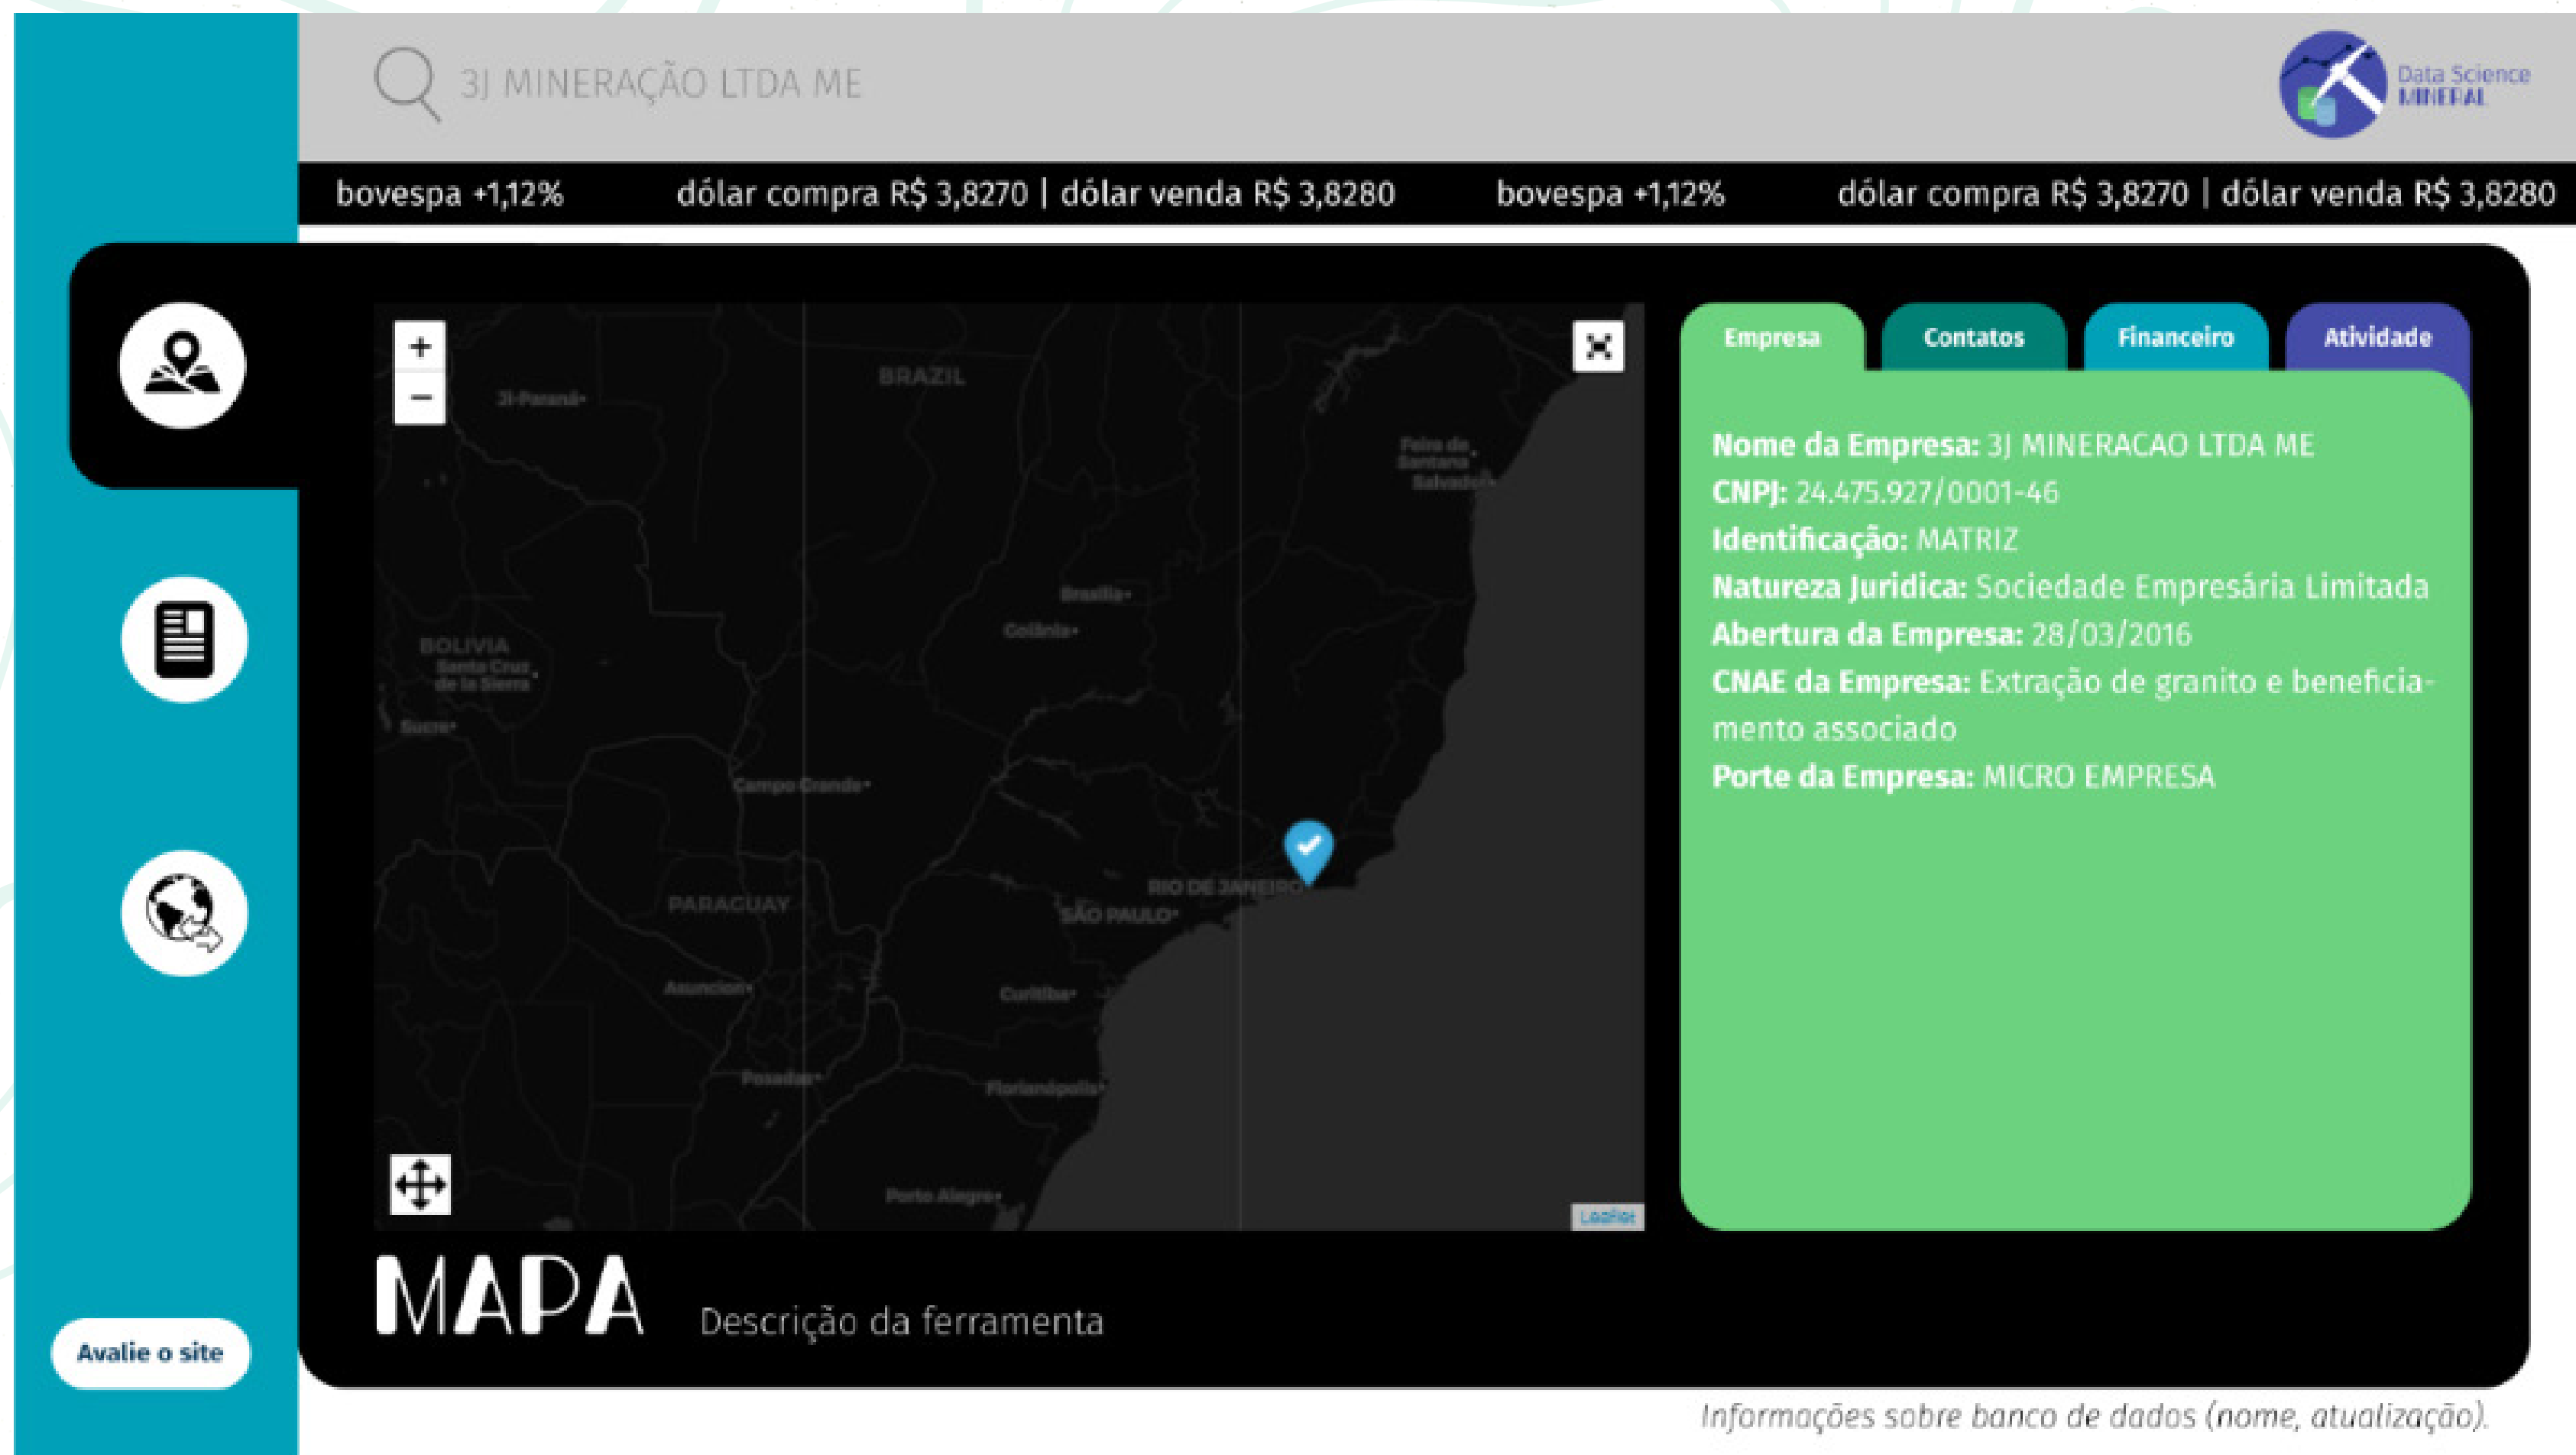 3J MINERAÇÃO LTDA ME
Data Science
MINERAL
bovespa +1,12% dólar compra R$ 3,8270 | dólar venda R$ 3,8280 bovespa +1,12% dólar compra R$ 3,8270 | dólar venda R$ 3,8280
+
−
BRAZIL
Ji-Paraná
Feira de
Santana
Salvador
Brasília
Goiânia
BOLIVIA
Santa Cruz
de la Sierra
Sucre
Campo Grande
RIO DE JANEIRO
PARAGUAY
SÃO PAULO
Asuncion
Curitiba
Posadas
Florianópolis
Porto Alegre
Leaflet
Empresa Contatos Financeiro Atividade
Nome da Empresa: 3J MINERACAO LTDA ME
CNPJ: 24.475.927/0001-46
Identificação: MATRIZ
Natureza Juridica: Sociedade Empresária Limitada
Abertura da Empresa: 28/03/2016
CNAE da Empresa: Extração de granito e beneficia-
mento associado
Porte da Empresa: MICRO EMPRESA
MAPA Descrição da ferramenta
Avalie o site
Informações sobre banco de dados (nome, atualização).